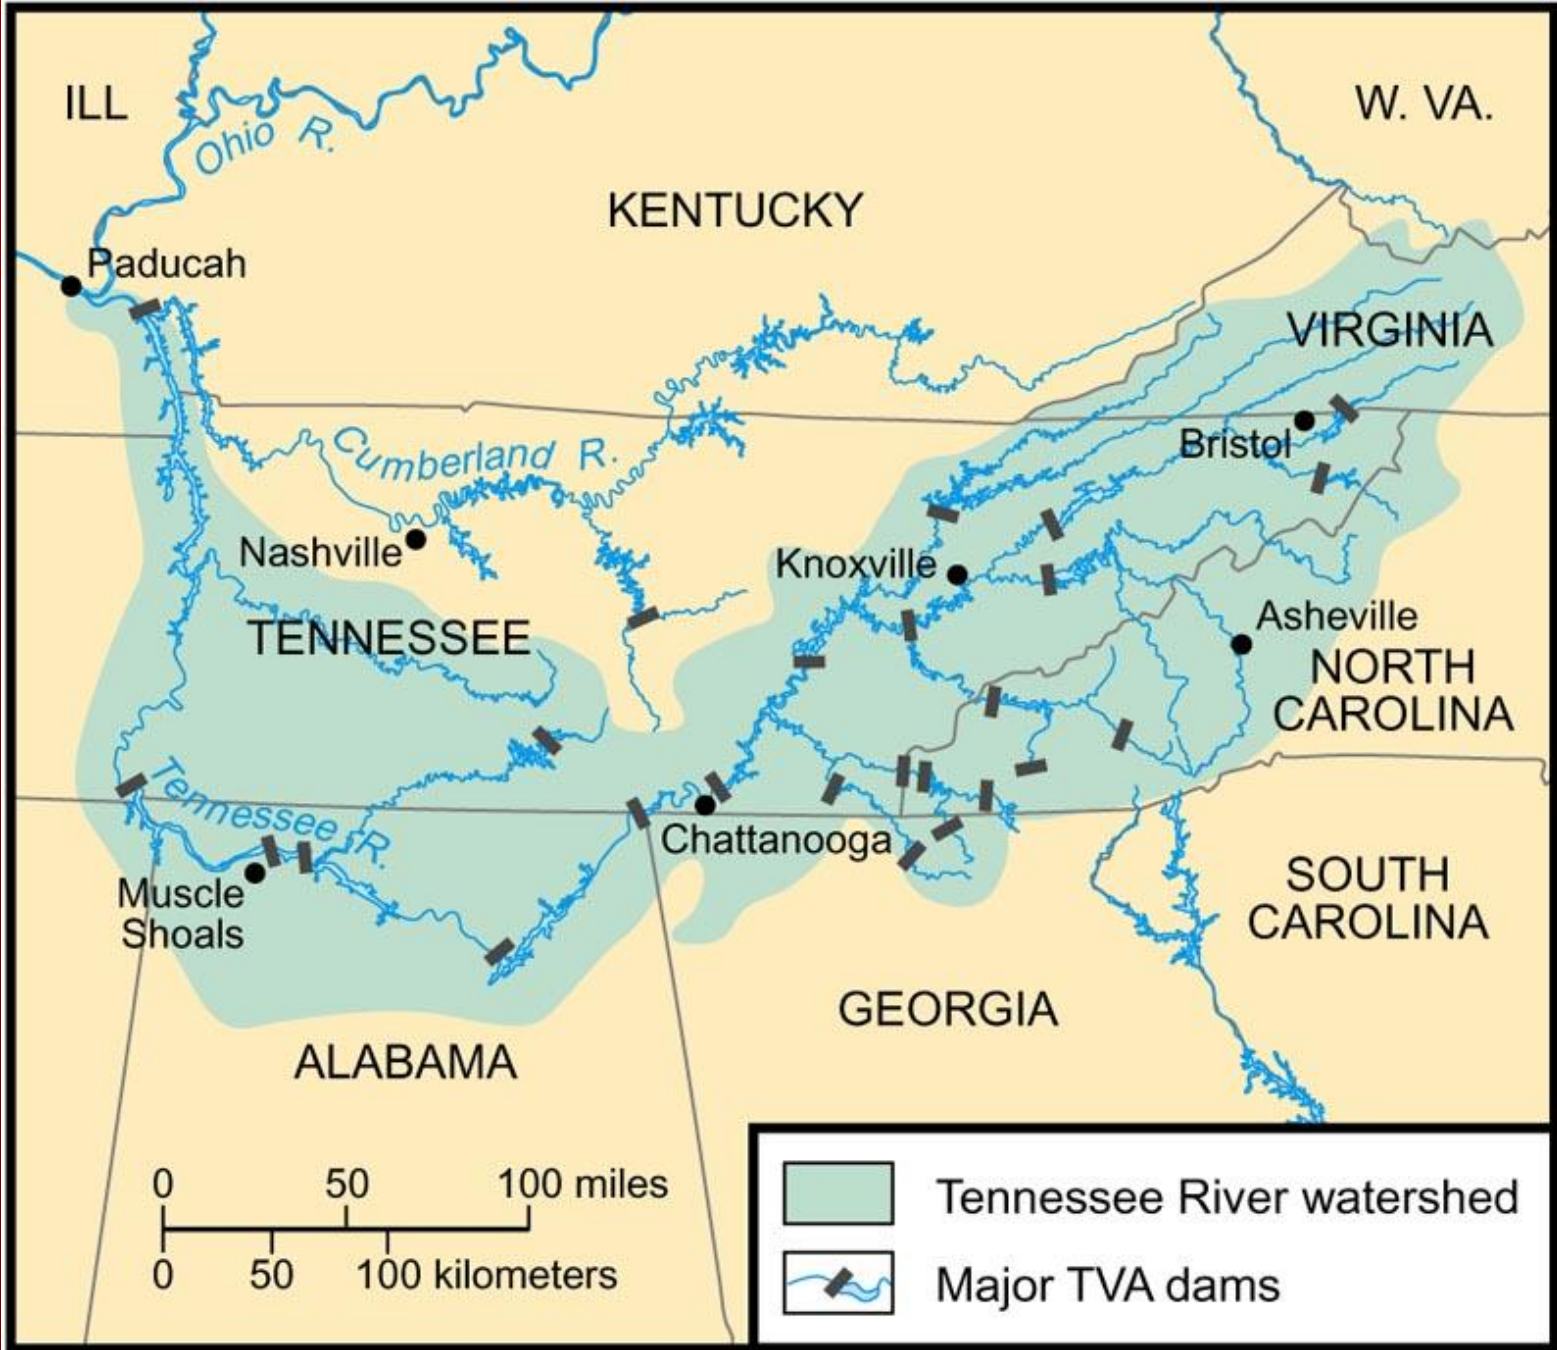 ILL
W. VA.
Ohio R.
KENTUCKY
Paducah
VIRGINIA
Bristol
Cumberland R.
Nashville
Knoxville
TENNESSEE
Asheville
NORTH
CAROLINA
Tennessee R.
Chattanooga
Muscle
Shoals
SOUTH
CAROLINA
GEORGIA
ALABAMA
0 50 100 miles
0 50 100 kilometers
Tennessee River watershed
Major TVA dams